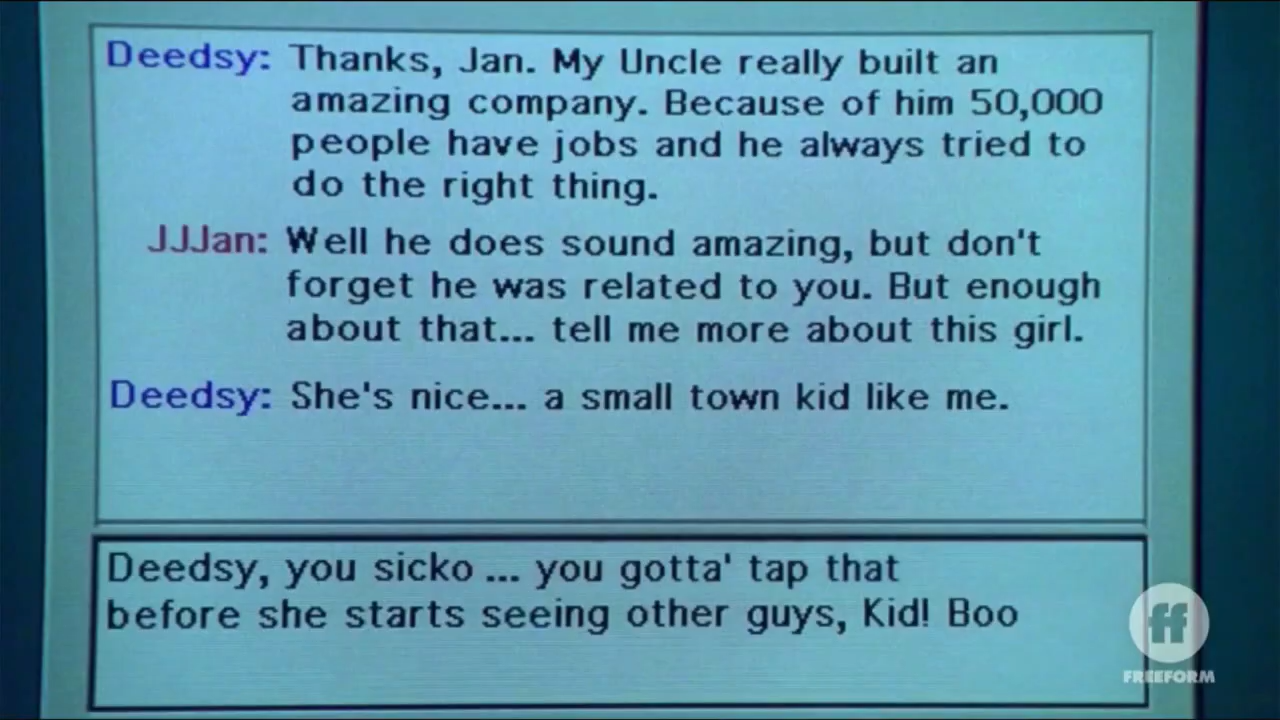 Deedsy: Thanks, Jan. My Uncle really built an
amazing company. Because of him 50,000
people have jobs and he always tried to
do the right thing.
JJJan: Well he does sound amazing, but don't
forget he was related to you. But enough
about that... tell me more about this girl.
Deedsy: She's nice... a small town kid like me.
Deedsy, you sicko ... you gotta' tap that
before she starts seeing other guys, Kid! Boo
ff
FREEFORM